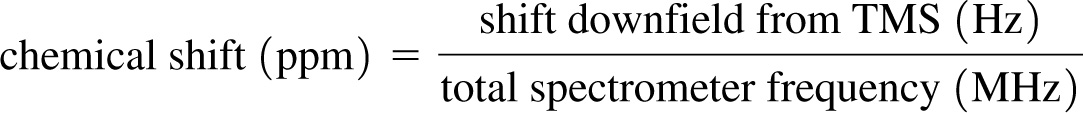 shift downfield from TMS (Hz)
chemical shift (ppm) =
total spectrometer frequency (MHz)